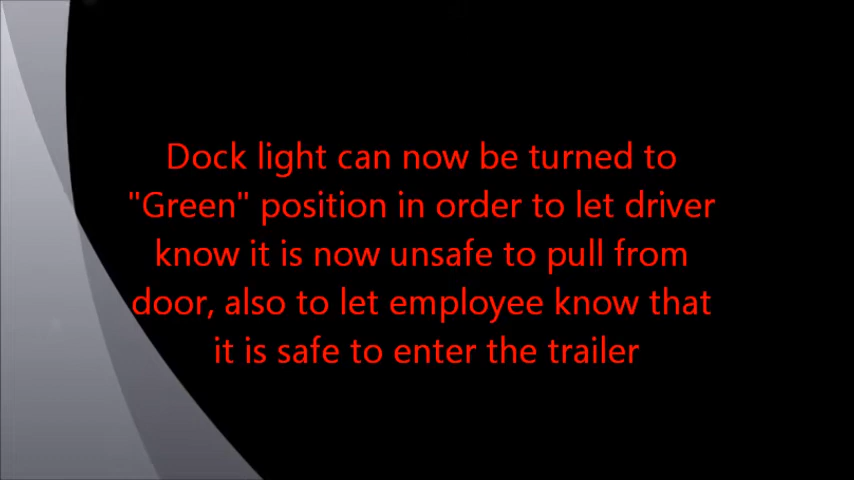 Dock light can now be turned to
"Green" position in order to let driver
know it is now unsafe to pull from
door, also to let employee know that
it is safe to enter the trailer